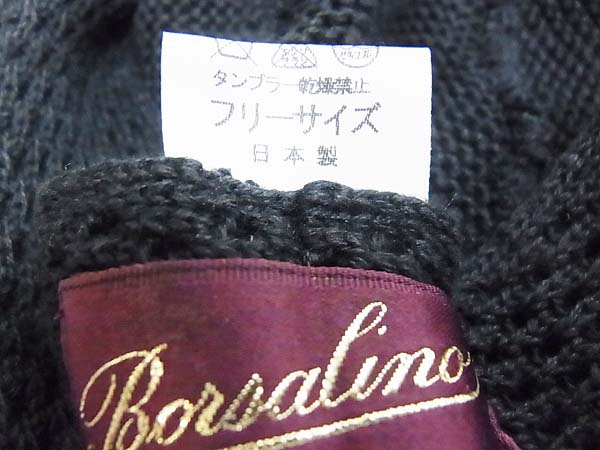 タンブラー乾燥禁止
フリーサイズ
日本製
Borsalino